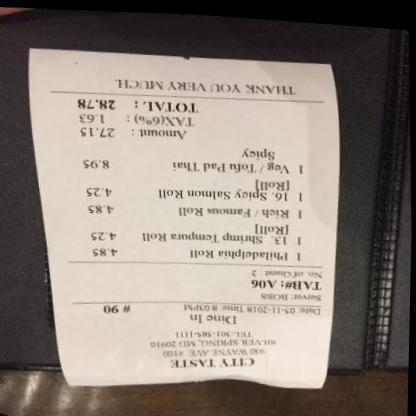 CITY TASTE
930 WAYNE AVE. #100
SILVER SPRING, MD 20910
TEL:301-585-1111
Dine In # 90
Date: 05-11-2018 Time: 8:03PM
Server: BOSS
TAB#: A06
No. of Guest : 2
1 Philadelphia Roll 4.85
1 13. Shrimp Tempura Roll 4.25
[Roll]
1 Rich / Famous Roll 4.85
1 16. Spicy Salmon Roll 4.25
[Roll]
1 Veg / Tofu Pad Thai 8.95
Spicy
Amount : 27.15
TAX(6%) : 1.63
TOTAL : 28.78
THANK YOU VERY MUCH.